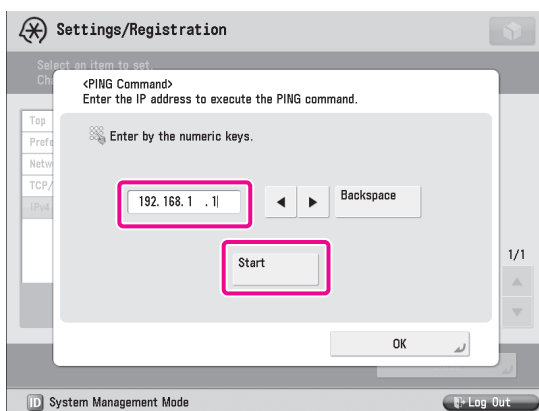 Settings/Registration
Select an item to set.
Ch
<PING Command>
Enter the IP address to execute the PING command.
Top
Enter by the numeric keys.
Prefe
Netw
TCP/
192. 168. 1 . 1
Backspace
IPv4
Start
1/1
OK
ID System Management Mode
Log Out